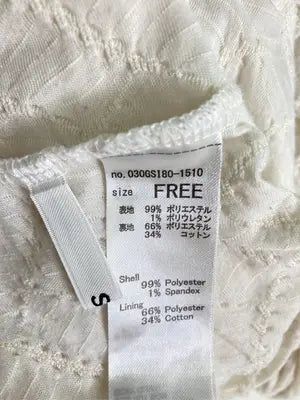 no. 030GS180-1510
size FREE
表地 99% ポリエステル
1% ポリウレタン
裏地 66% ポリエステル
34% コットン
Shell
99% Polyester
1% Spandex
Lining
66% Polyester
34% Cotton
S